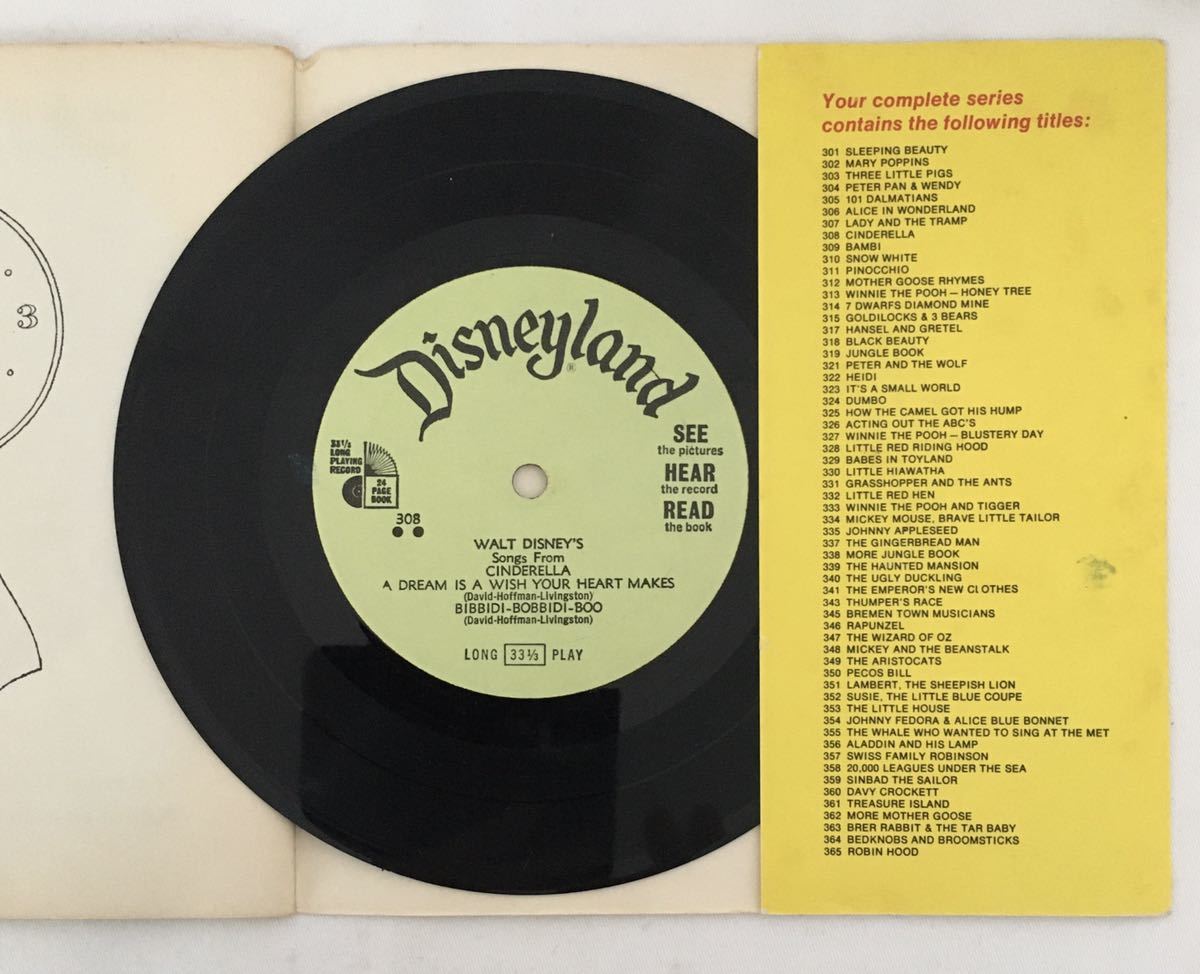 3
Disneyland
®
33 1/3
LONG
PLAYING
RECORD
24
PAGE
BOOK
SEE
the pictures
HEAR
the record
READ
the book
308
WALT DISNEY'S
Songs From
CINDERELLA
A DREAM IS A WISH YOUR HEART MAKES
(David-Hoffman-Livingston)
BIBBIDI-BOBBIDI-BOO
(David-Hoffman-Livingston)
LONG 33⅓ PLAY
Your complete series
contains the following titles:
301 SLEEPING BEAUTY
302 MARY POPPINS
303 THREE LITTLE PIGS
304 PETER PAN & WENDY
305 101 DALMATIANS
306 ALICE IN WONDERLAND
307 LADY AND THE TRAMP
308 CINDERELLA
309 BAMBI
310 SNOW WHITE
311 PINOCCHIO
312 MOTHER GOOSE RHYMES
313 WINNIE THE POOH – HONEY TREE
314 7 DWARFS DIAMOND MINE
315 GOLDILOCKS & 3 BEARS
317 HANSEL AND GRETEL
318 BLACK BEAUTY
319 JUNGLE BOOK
321 PETER AND THE WOLF
322 HEIDI
323 IT'S A SMALL WORLD
324 DUMBO
325 HOW THE CAMEL GOT HIS HUMP
326 ACTING OUT THE ABC'S
327 WINNIE THE POOH – BLUSTERY DAY
328 LITTLE RED RIDING HOOD
329 BABES IN TOYLAND
330 LITTLE HIAWATHA
331 GRASSHOPPER AND THE ANTS
332 LITTLE RED HEN
333 WINNIE THE POOH AND TIGGER
334 MICKEY MOUSE, BRAVE LITTLE TAILOR
335 JOHNNY APPLESEED
337 THE GINGERBREAD MAN
338 MORE JUNGLE BOOK
339 THE HAUNTED MANSION
340 THE UGLY DUCKLING
341 THE EMPEROR'S NEW CLOTHES
343 THUMPER'S RACE
345 BREMEN TOWN MUSICIANS
346 RAPUNZEL
347 THE WIZARD OF OZ
348 MICKEY AND THE BEANSTALK
349 THE ARISTOCATS
350 PECOS BILL
351 LAMBERT, THE SHEEPISH LION
352 SUSIE, THE LITTLE BLUE COUPE
353 THE LITTLE HOUSE
354 JOHNNY FEDORA & ALICE BLUE BONNET
355 THE WHALE WHO WANTED TO SING AT THE MET
356 ALADDIN AND HIS LAMP
357 SWISS FAMILY ROBINSON
358 20,000 LEAGUES UNDER THE SEA
359 SINBAD THE SAILOR
360 DAVY CROCKETT
361 TREASURE ISLAND
362 MORE MOTHER GOOSE
363 BRER RABBIT & THE TAR BABY
364 BEDKNOBS AND BROOMSTICKS
365 ROBIN HOOD